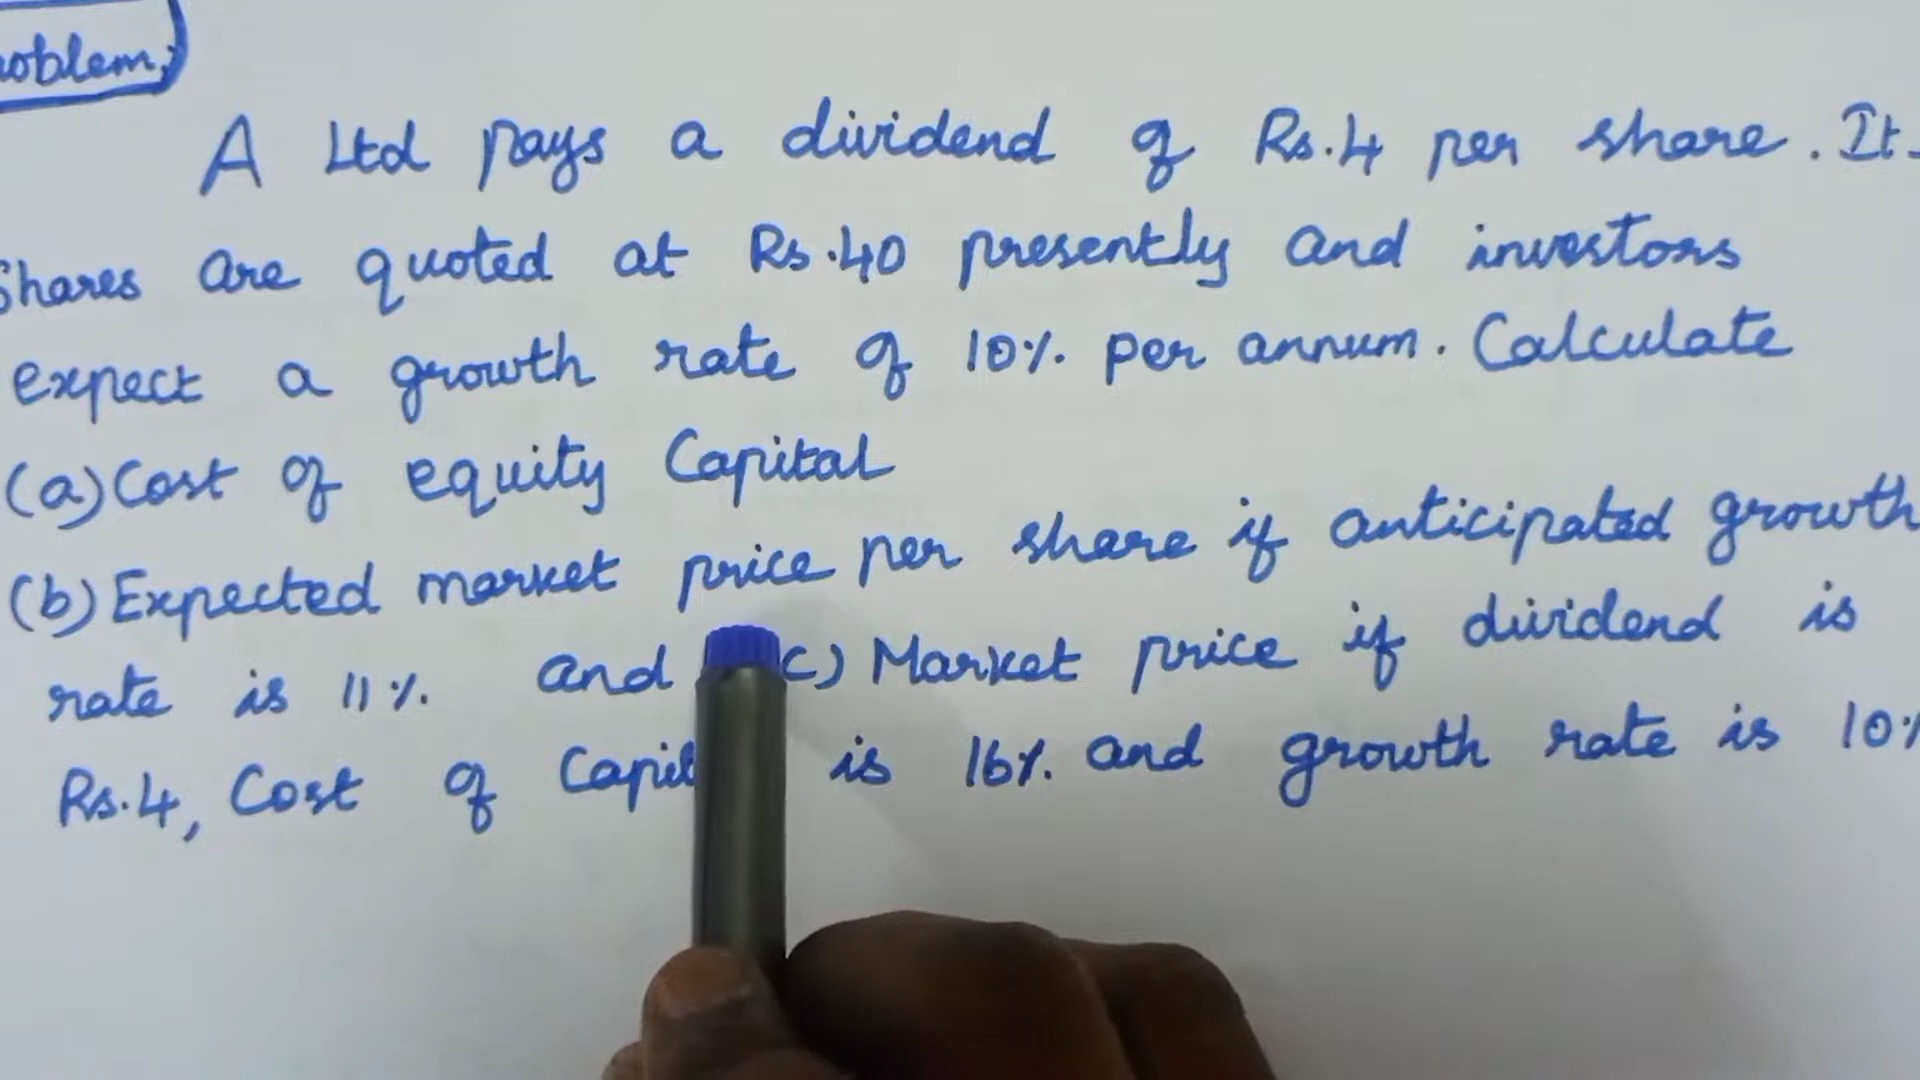 roblem;
A Ltd pays a dividend of Rs.4 per share. It
Shares are quoted at Rs.40 presently and investors
expect a growth rate of 10%. per annum. Calculate
(a) Cost of equity Capital
(b) Expected market price per share if anticipated growth
rate is 11%. and c) Market price if dividend is
Rs.4, Cost of Capit is 16%. and growth rate is 10%